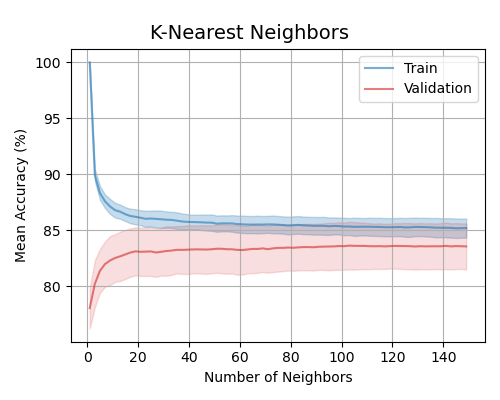 K-Nearest Neighbors
Train
Validation
100
95
90
85
80
Mean Accuracy (%)
0 20 40 60 80 100 120 140
Number of Neighbors